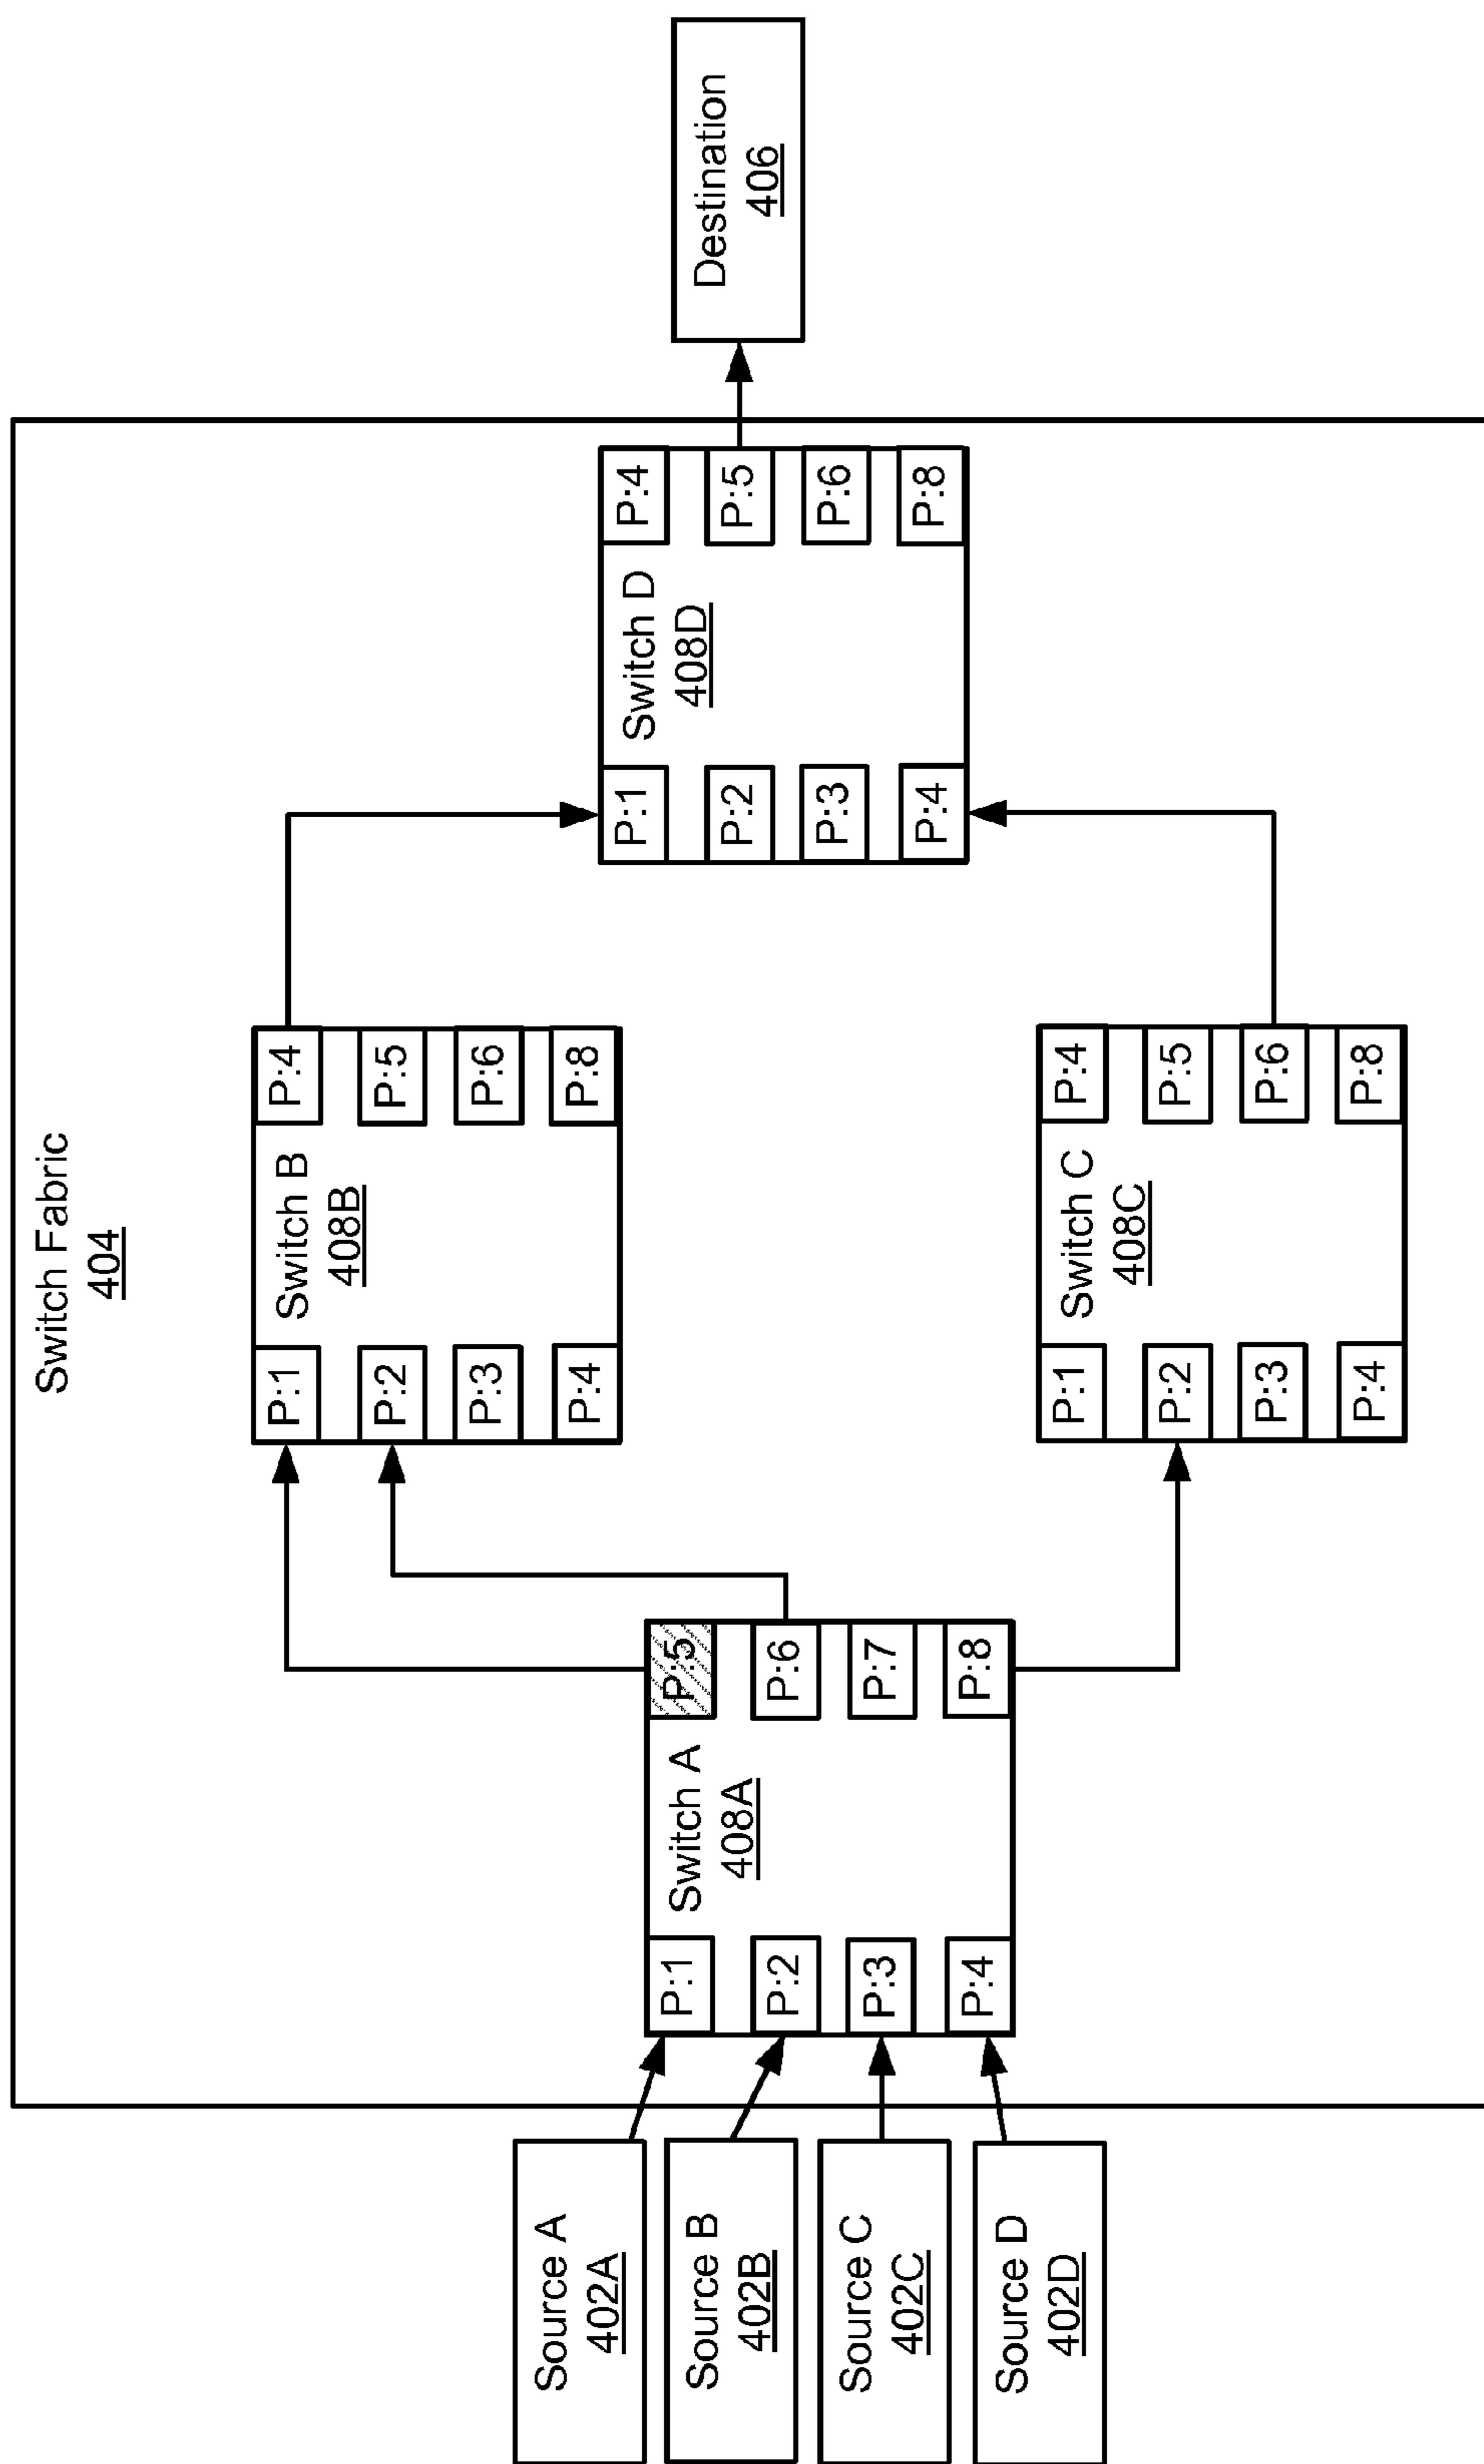 Switch Fabric
404
Source A
402A
Source B
402B
Source C
402C
Source D
402D
Switch A
408A
P:1
P:2
P:3
P:4
P:5
P:6
P:7
P:8
Switch B
408B
P:1
P:2
P:3
P:4
P:4
P:5
P:6
P:8
Switch C
408C
P:1
P:2
P:3
P:4
P:4
P:5
P:6
P:8
Switch D
408D
P:1
P:2
P:3
P:4
P:4
P:5
P:6
P:8
Destination
406